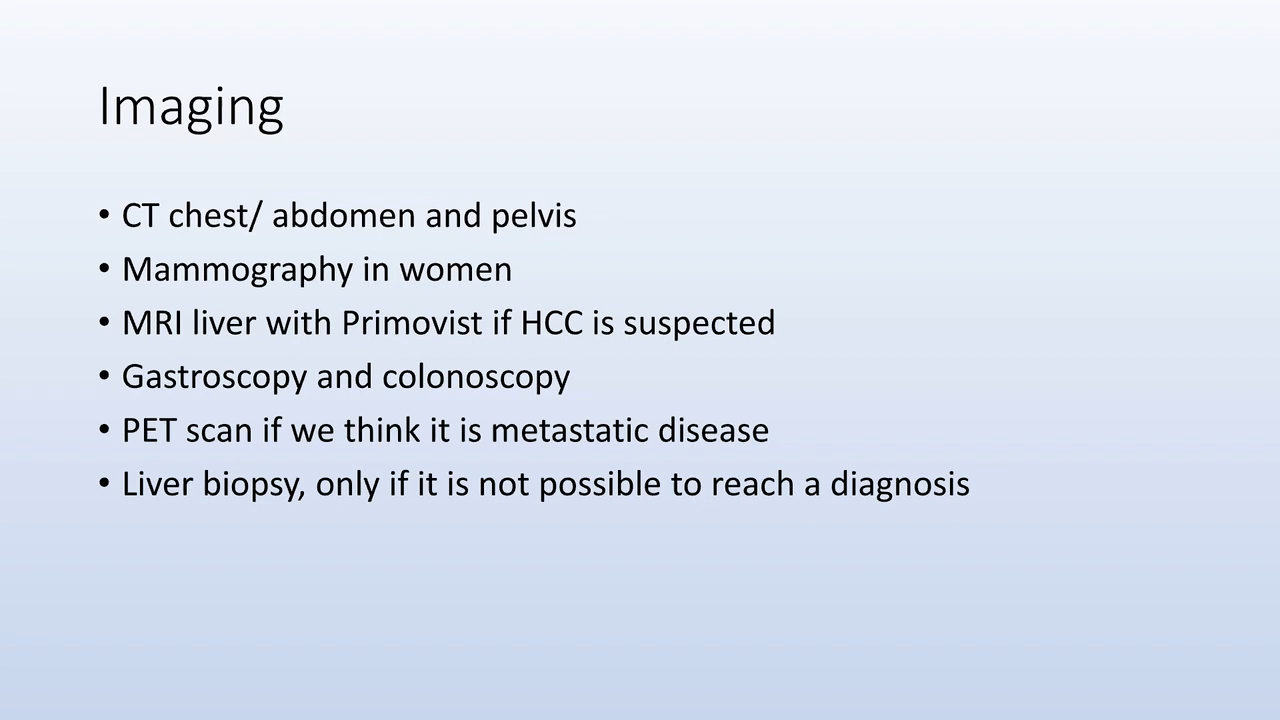 Imaging
• CT chest/ abdomen and pelvis
• Mammography in women
• MRI liver with Primovist if HCC is suspected
• Gastroscopy and colonoscopy
• PET scan if we think it is metastatic disease
• Liver biopsy, only if it is not possible to reach a diagnosis